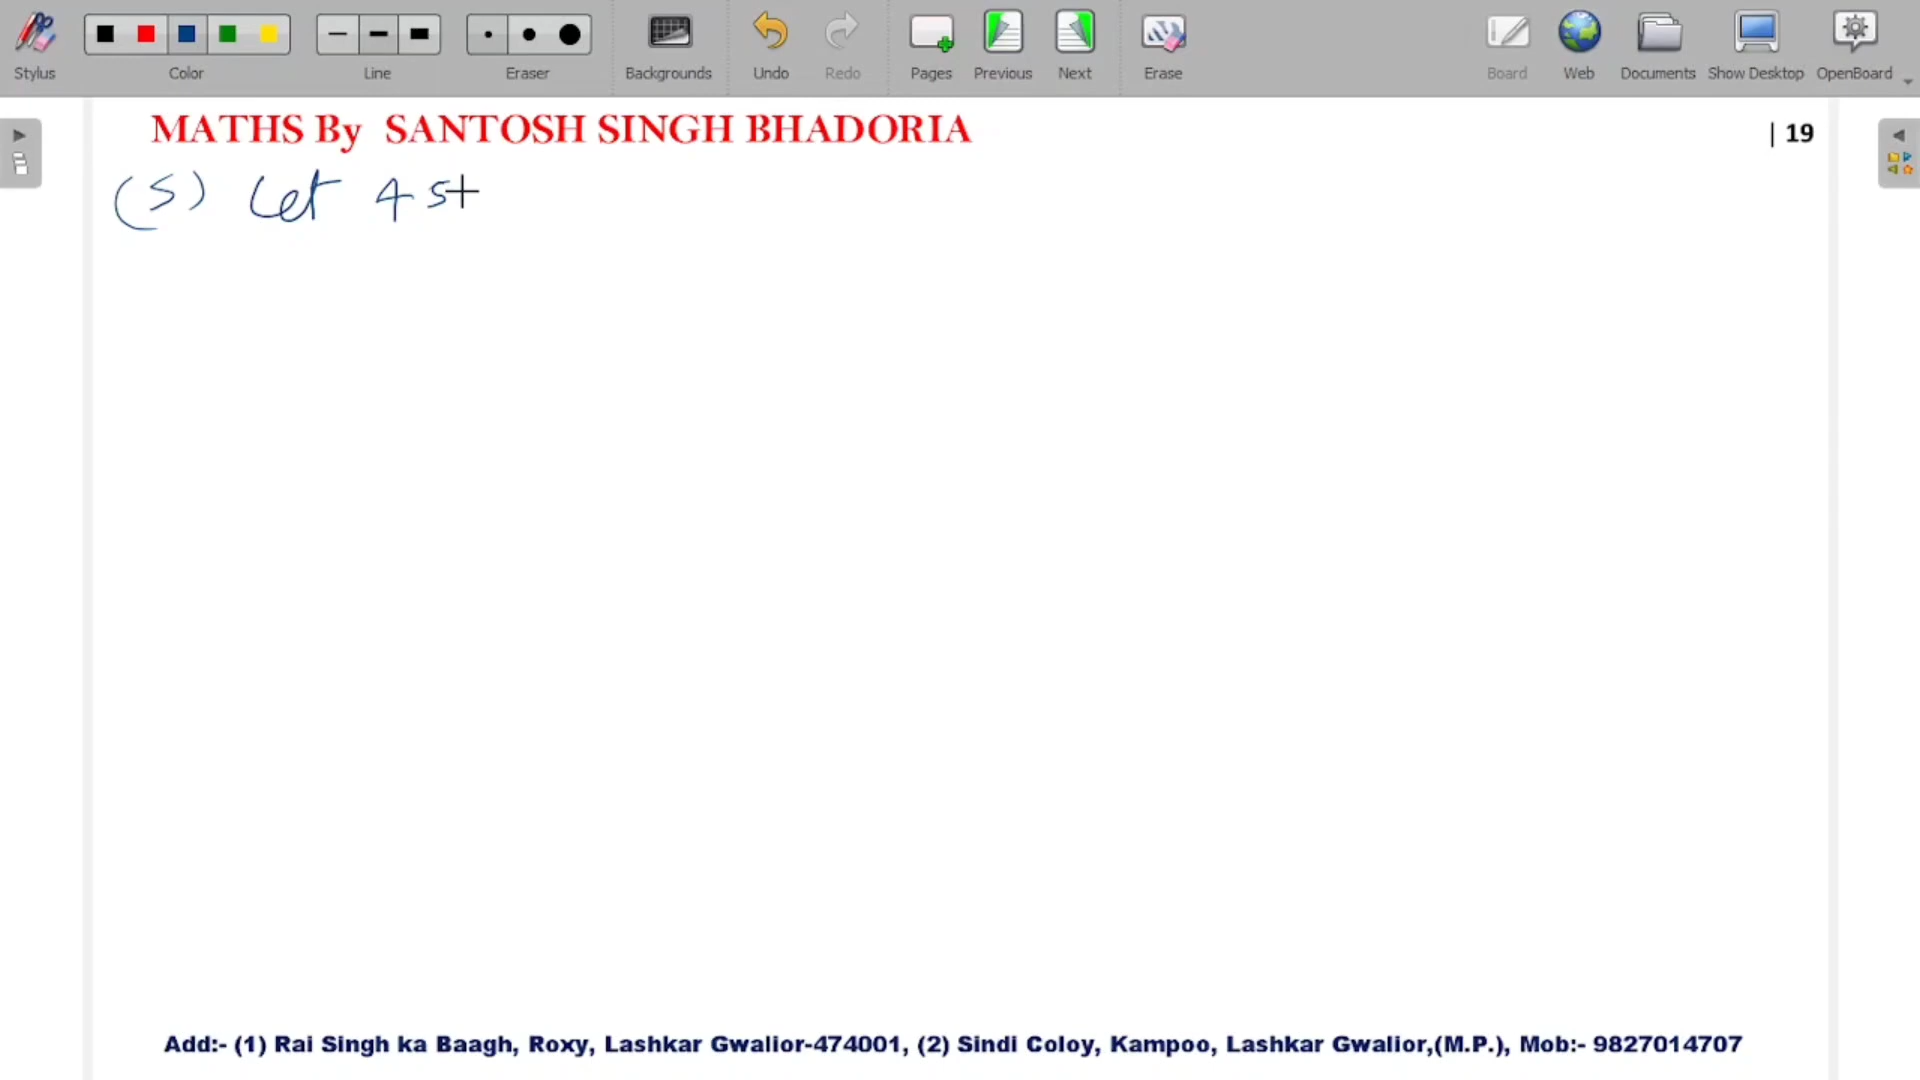 Stylus Color Line Eraser Backgrounds Undo Redo Pages Previous Next Erase Board Web Documents Show Desktop OpenBoard
MATHS By SANTOSH SINGH BHADORIA | 19
(5) Let 4 st
Add:- (1) Rai Singh ka Baagh, Roxy, Lashkar Gwalior-474001, (2) Sindi Coloy, Kampoo, Lashkar Gwalior,(M.P.), Mob:- 9827014707